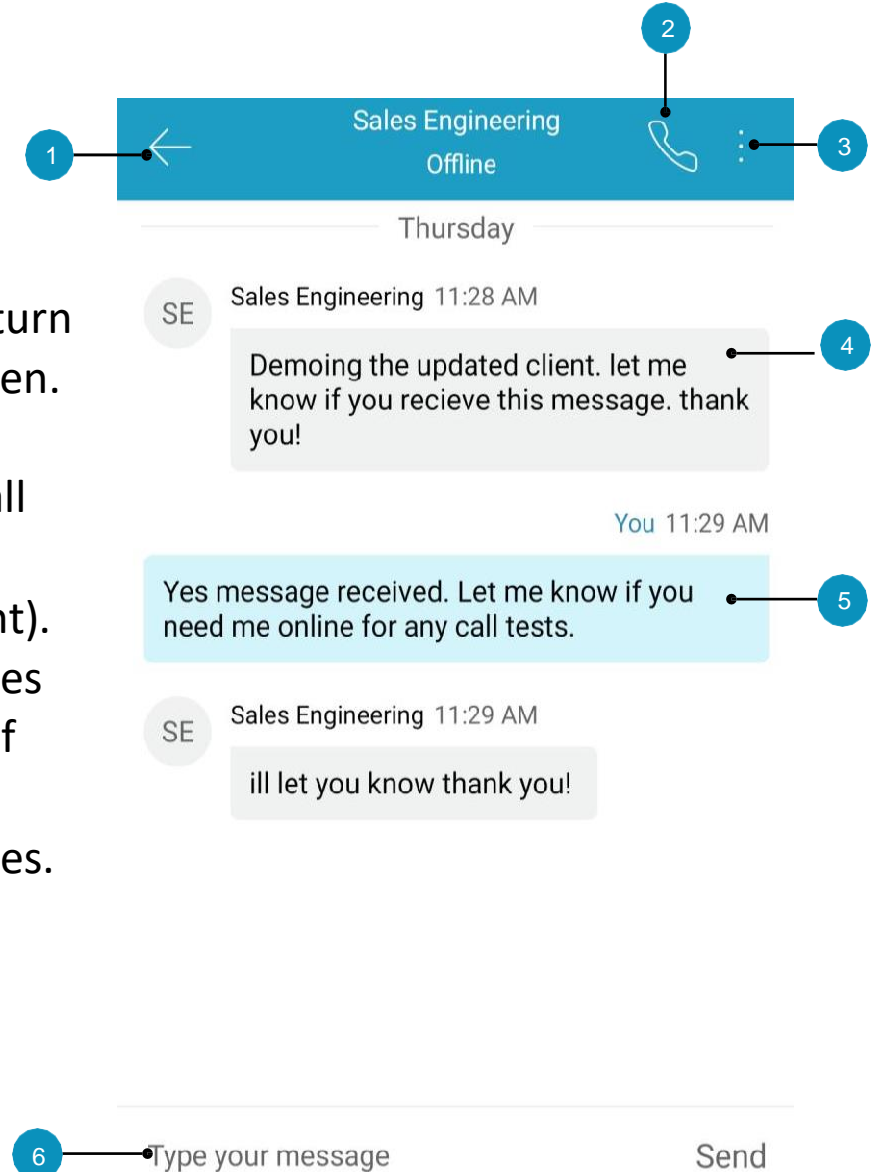 2
Sales Engineering
1
3
Offline
Thursday
Sales Engineering 11:28 AM
SE
turn
4
Demoing the updated client. let me
en.
know if you recieve this message. thank
you!
all
You 11:29 AM
Yes message received. Let me know if you
5
nt).
need me online for any call tests.
es
Sales Engineering 11:29 AM
SE
f
ill let you know thank you!
es.
6
Type your message
Send